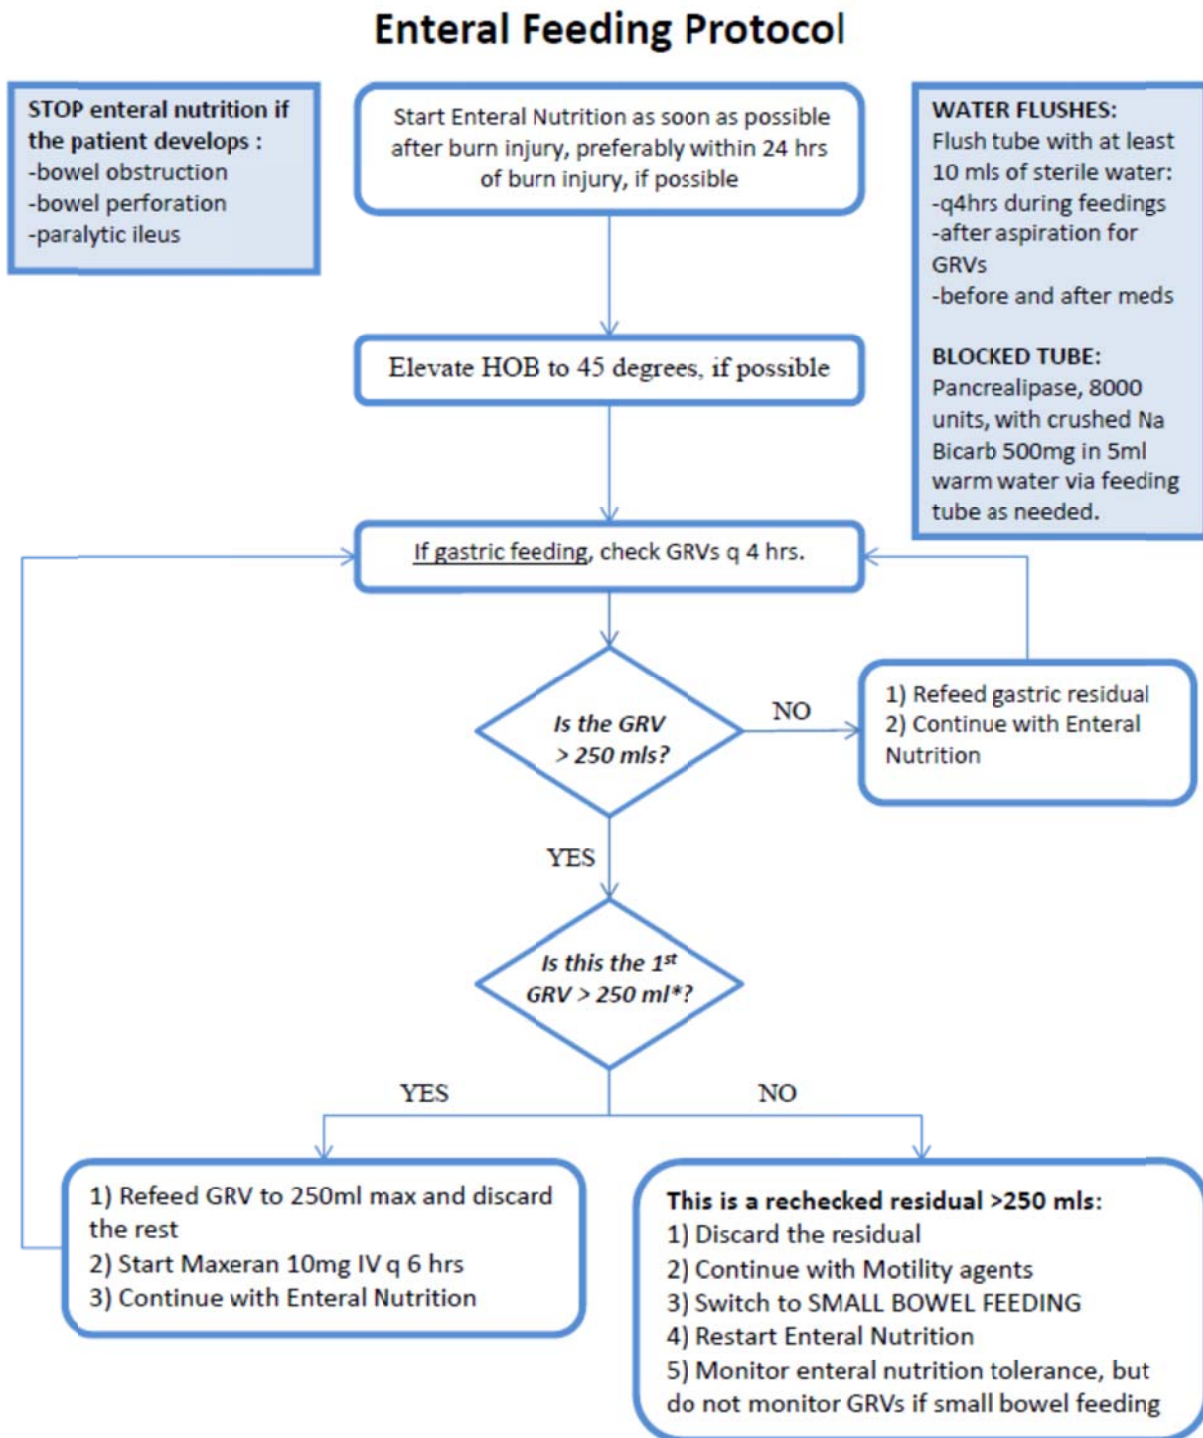 Enteral Feeding Protocol
STOP enteral nutrition if
the patient develops :
-bowel obstruction
-bowel perforation
-paralytic ileus
Start Enteral Nutrition as soon as possible
after burn injury, preferably within 24 hrs
of burn injury, if possible
WATER FLUSHES:
Flush tube with at least
10 mls of sterile water:
-q4hrs during feedings
-after aspiration for
GRVs
-before and after meds
BLOCKED TUBE:
Pancrealipase, 8000
units, with crushed Na
Bicarb 500mg in 5ml
warm water via feeding
tube as needed.
Elevate HOB to 45 degrees, if possible
If gastric feeding, check GRVs q 4 hrs.
Is the GRV
> 250 mls?
NO
1) Refeed gastric residual
2) Continue with Enteral
Nutrition
YES
Is this the 1st
GRV > 250 ml*?
YES
NO
1) Refeed GRV to 250ml max and discard
the rest
2) Start Maxeran 10mg IV q 6 hrs
3) Continue with Enteral Nutrition
This is a rechecked residual >250 mls:
1) Discard the residual
2) Continue with Motility agents
3) Switch to SMALL BOWEL FEEDING
4) Restart Enteral Nutrition
5) Monitor enteral nutrition tolerance, but
do not monitor GRVs if small bowel feeding